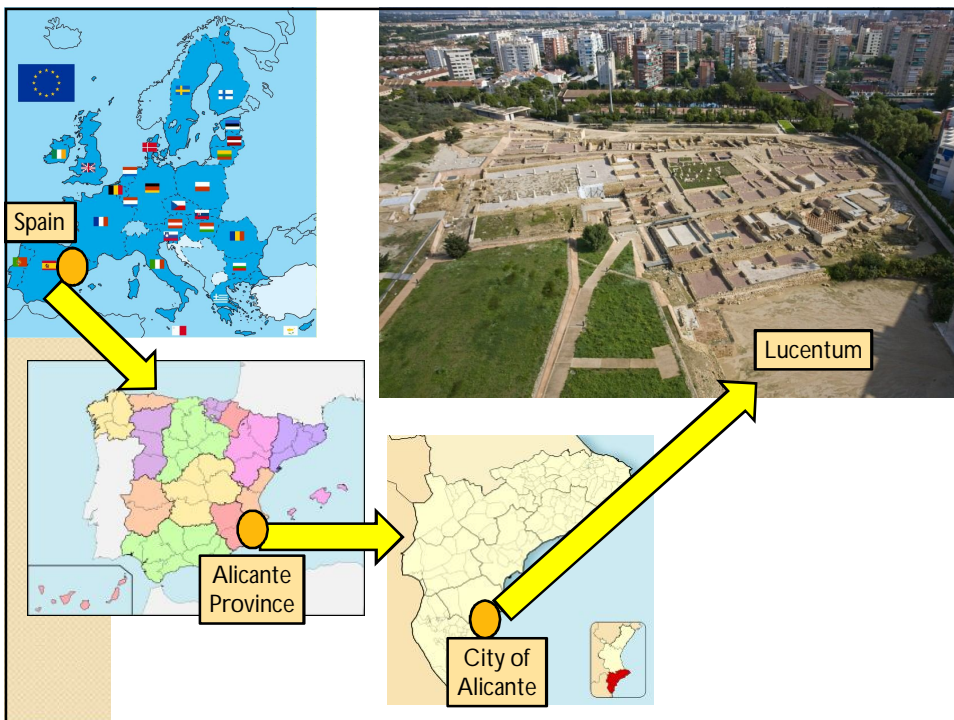 Spain
Lucentum
Alicante
Province
City of
Alicante